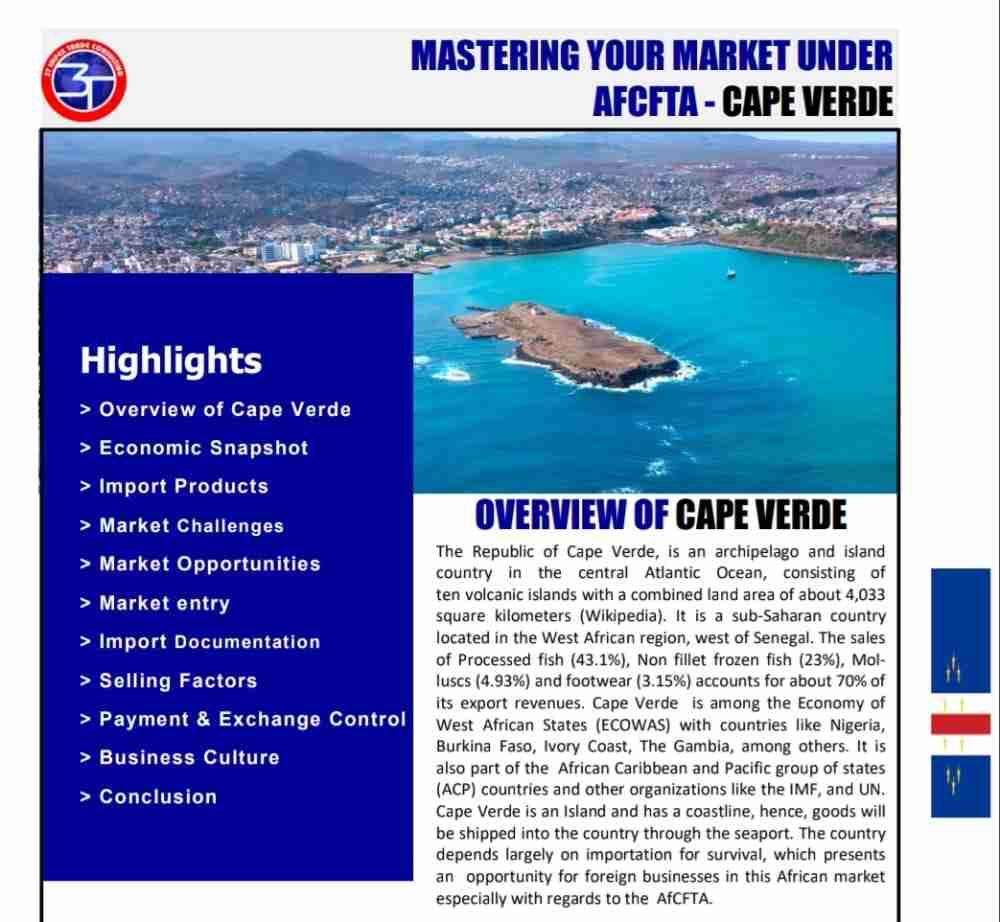 MASTERING YOUR MARKET UNDER
AFCFTA - CAPE VERDE
3T IMPEX TRADE CONSULTING
3T
Highlights
> Overview of Cape Verde
> Economic Snapshot
> Import Products
> Market Challenges
> Market Opportunities
> Market entry
> Import Documentation
> Selling Factors
> Payment & Exchange Control
> Business Culture
> Conclusion
OVERVIEW OF CAPE VERDE
The Republic of Cape Verde, is an archipelago and island
country in the central Atlantic Ocean, consisting of
ten volcanic islands with a combined land area of about 4,033
square kilometers (Wikipedia). It is a sub-Saharan country
located in the West African region, west of Senegal. The sales
of Processed fish (43.1%), Non fillet frozen fish (23%), Mol-
luscs (4.93%) and footwear (3.15%) accounts for about 70% of
its export revenues. Cape Verde is among the Economy of
West African States (ECOWAS) with countries like Nigeria,
Burkina Faso, Ivory Coast, The Gambia, among others. It is
also part of the African Caribbean and Pacific group of states
(ACP) countries and other organizations like the IMF, and UN.
Cape Verde is an Island and has a coastline, hence, goods will
be shipped into the country through the seaport. The country
depends largely on importation for survival, which presents
an opportunity for foreign businesses in this African market
especially with regards to the AfCFTA.